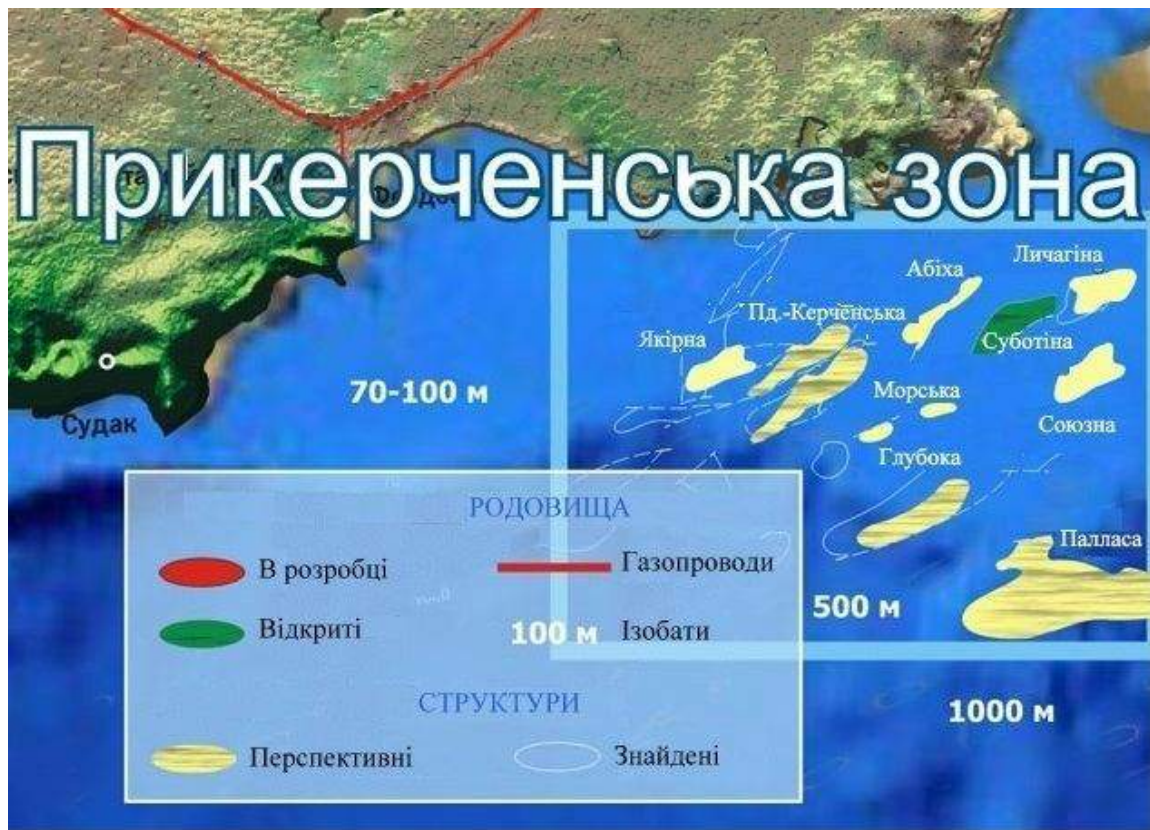 Прикерченська зона
Абіха
Личагіна
Пд.-Керченська
Якірна
Суботіна
70-100 м
Морська
Судак
Союзна
Глубока
РОДОВИЩА
Палласа
В розробці
Газопроводи
500 м
Відкриті
100 м
Ізобати
СТРУКТУРИ
1000 м
Перспективні
Знайдені